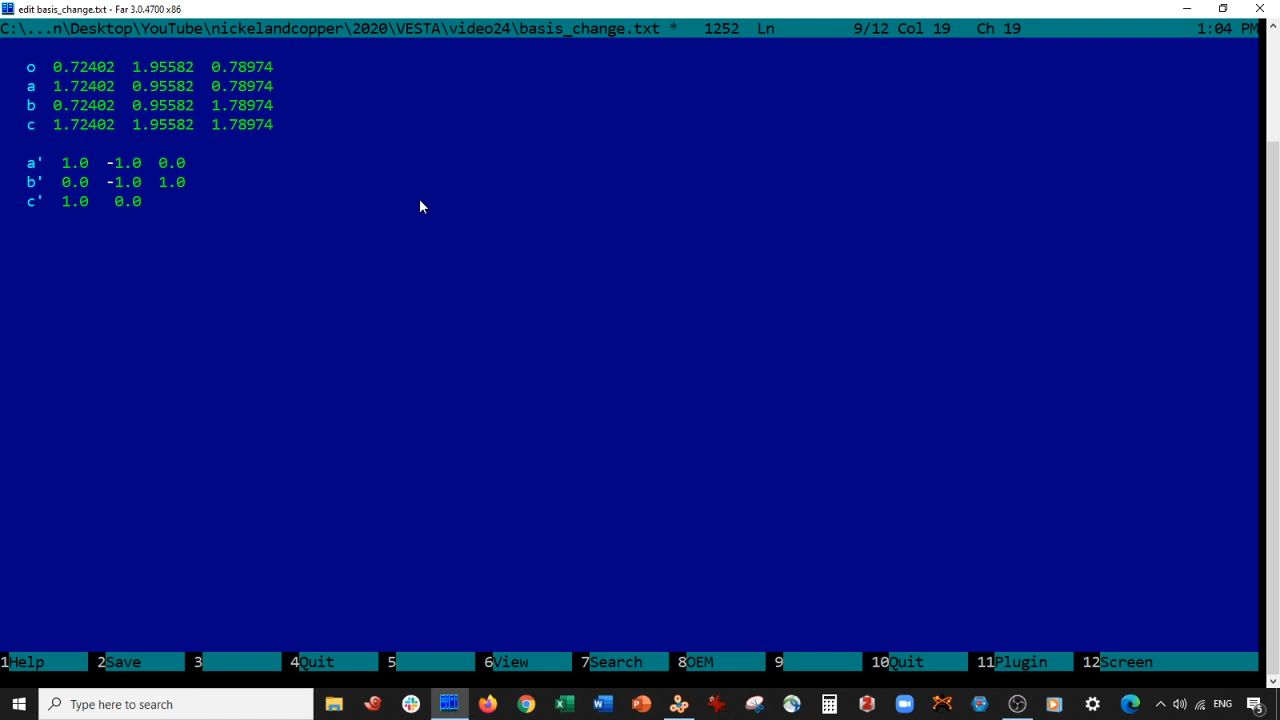 edit basis_change.txt - Far 3.0.4700 x86
C:\...n\Desktop\YouTube\nickelandcopper\2020\VESTA\video24\basis_change.txt * 1252 Ln 9/12 Col 19 Ch 19 1:04 PM
o 0.72402 1.95582 0.78974
a 1.72402 0.95582 0.78974
b 0.72402 0.95582 1.78974
c 1.72402 1.95582 1.78974
a' 1.0 -1.0 0.0
b' 0.0 -1.0 1.0
c' 1.0 0.0
1Help 2Save 3 4Quit 5 6View 7Search 8OEM 9 10Quit 11Plugin 12Screen
Type here to search ENG 5